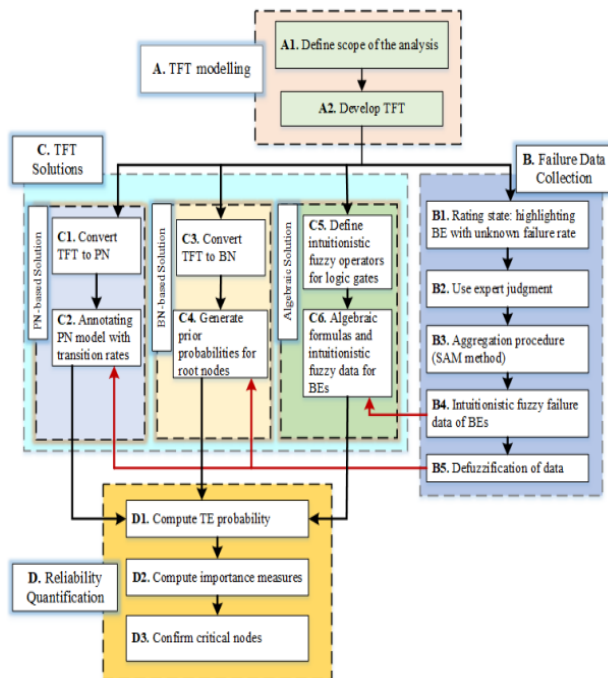 A1. Define scope of the analysis
A. TFT modelling
A2. Develop TFT
C. TFT
Solutions
B. Failure Data
Collection
PN-based Solution
C1. Convert
TFT to PN
C2. Annotating
PN model with
transition rates
BN-based Solution
C3. Convert
TFT to BN
C4. Generate
prior
probabilities for
root nodes
Algebraic Solution
C5. Define
intuitionistic
fuzzy operators
for logic gates
C6. Algebraic
formulas and
intuitionistic
fuzzy data for
BEs
B1. Rating state: highlighting
BE with unknown failure rate
B2. Use expert judgment
B3. Aggregation procedure
(SAM method)
B4. Intuitionistic fuzzy failure
data of BEs
B5. Defuzzification of data
D1. Compute TE probability
D. Reliability
Quantification
D2. Compute importance measures
D3. Confirm critical nodes